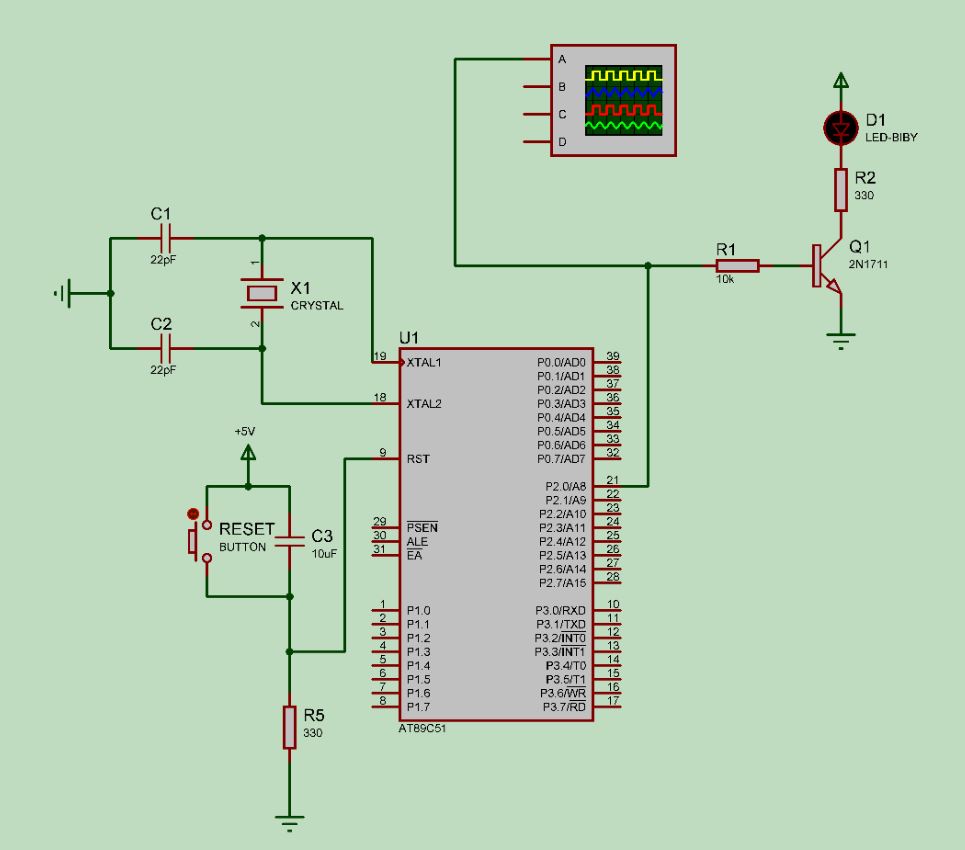 A
B
C
D
D1
LED-BIBY
R2
330
C1
22pF
R1
10k
Q1
2N1711
1
X1
CRYSTAL
2
C2
22pF
U1
19 XTAL1
18 XTAL2
9 RST
29 PSEN
30 ALE
31 EA
1 P1.0
2 P1.1
3 P1.2
4 P1.3
5 P1.4
6 P1.5
7 P1.6
8 P1.7
P0.0/AD0 39
P0.1/AD1 38
P0.2/AD2 37
P0.3/AD3 36
P0.4/AD4 35
P0.5/AD5 34
P0.6/AD6 33
P0.7/AD7 32
P2.0/A8 21
P2.1/A9 22
P2.2/A10 23
P2.3/A11 24
P2.4/A12 25
P2.5/A13 26
P2.6/A14 27
P2.7/A15 28
P3.0/RXD 10
P3.1/TXD 11
P3.2/INT0 12
P3.3/INT1 13
P3.4/T0 14
P3.5/T1 15
P3.6/WR 16
P3.7/RD 17
AT89C51
+5V
RESET
BUTTON
C3
10uF
R5
330